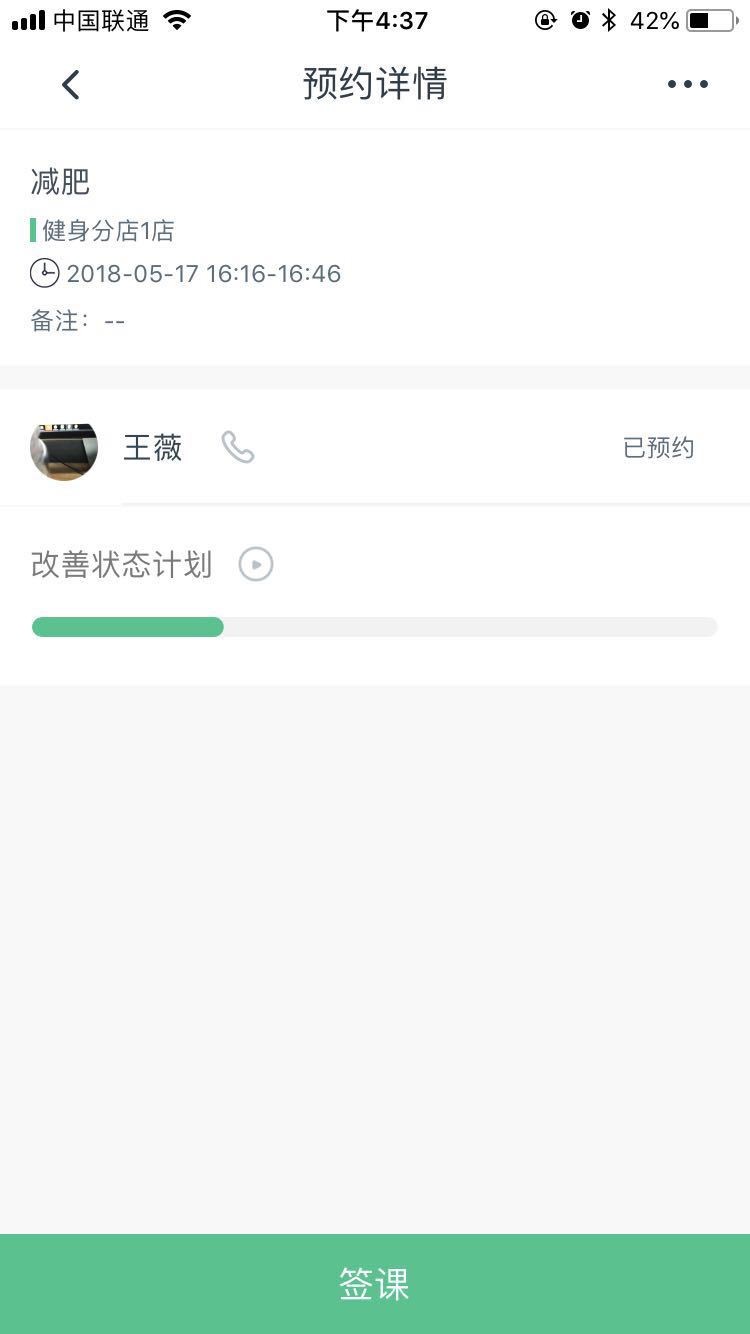 中国联通 下午4:37 42%
预约详情
减肥
健身分店1店
2018-05-17 16:16-16:46
备注：--
王薇 已预约
改善状态计划
签课